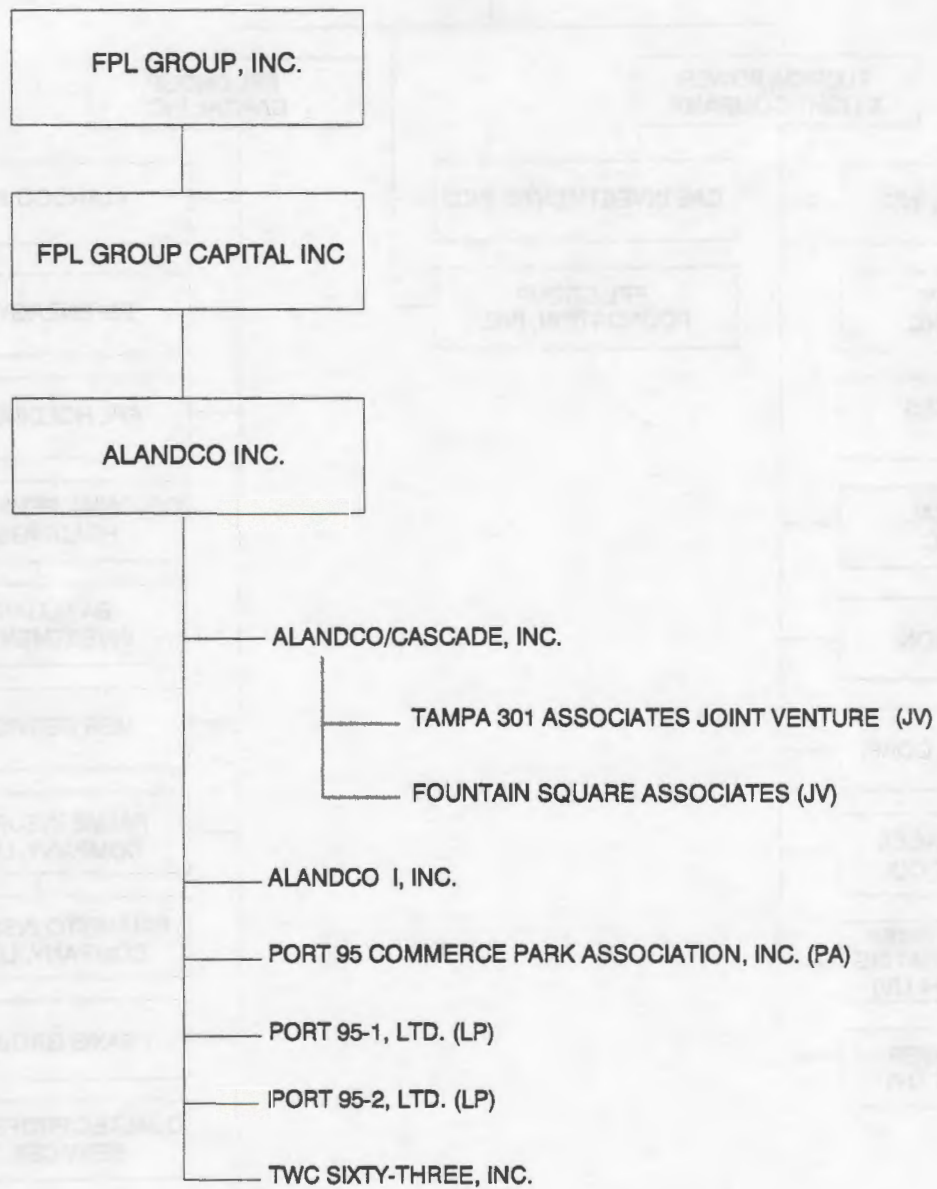 FPL GROUP, INC.
FPL GROUP CAPITAL INC
ALANDCO INC.
ALANDCO/CASCADE, INC.
TAMPA 301 ASSOCIATES JOINT VENTURE (JV)
FOUNTAIN SQUARE ASSOCIATES (JV)
ALANDCO I, INC.
PORT 95 COMMERCE PARK ASSOCIATION, INC. (PA)
PORT 95-1, LTD. (LP)
PORT 95-2, LTD. (LP)
TWC SIXTY-THREE, INC.